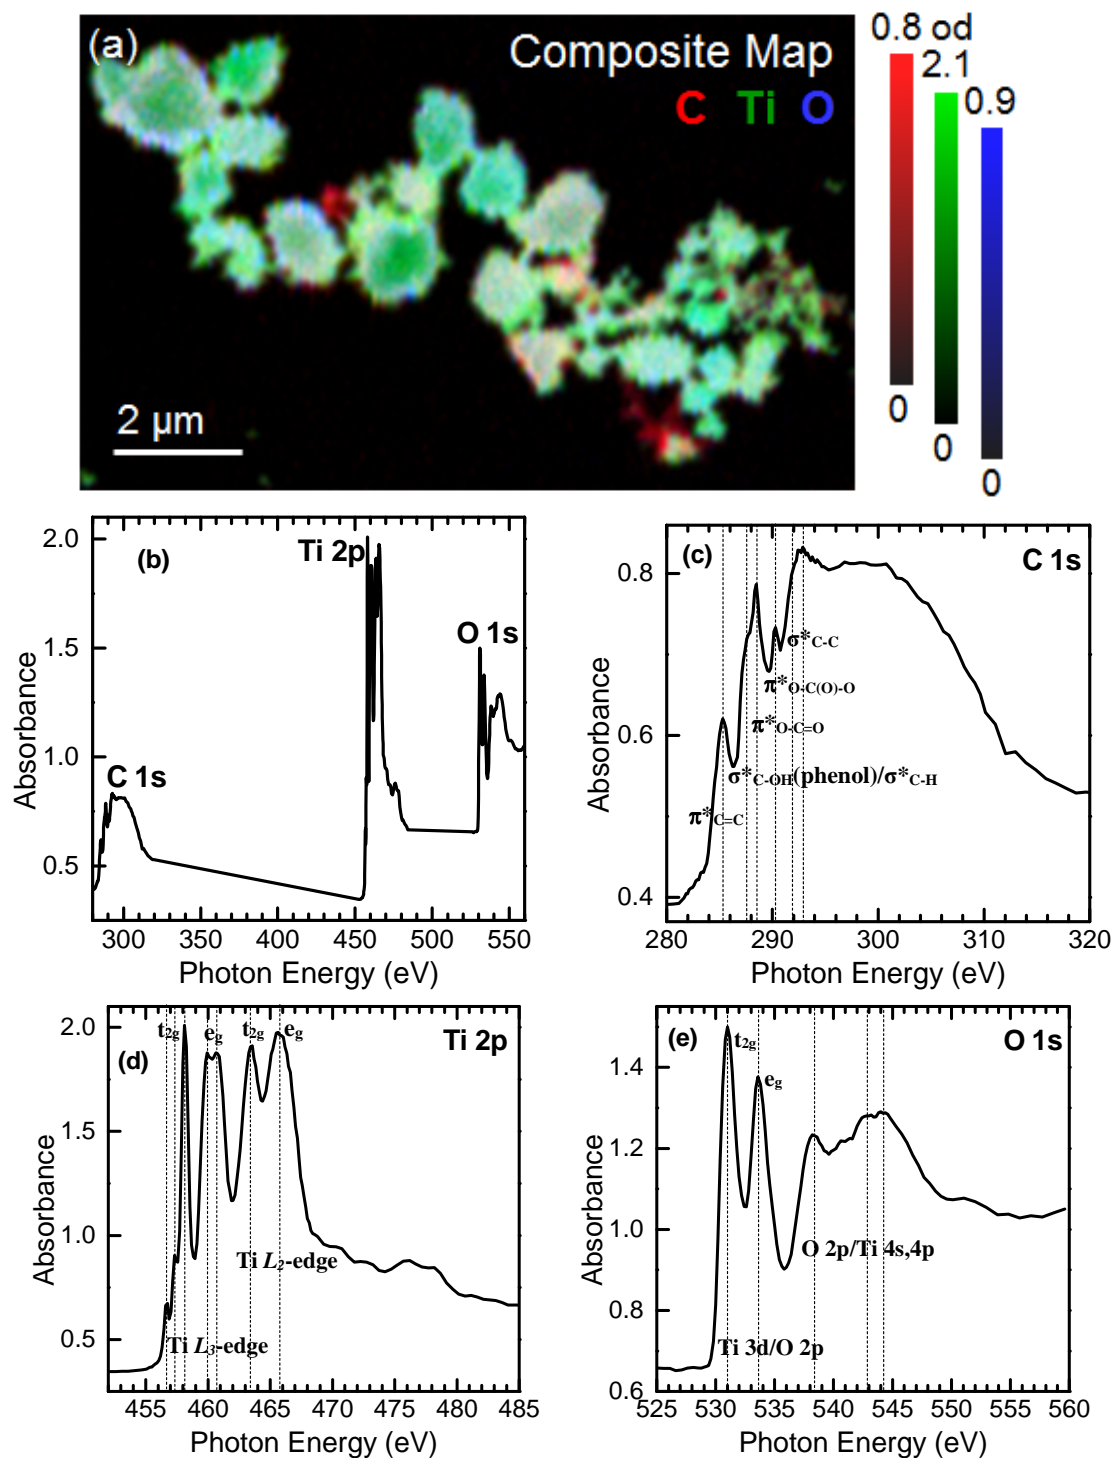 (a)
Composite Map
C Ti O
0.8 od
2.1
0.9
0
0
0
2 µm
(b)
C 1s
Ti 2p
O 1s
2.0
1.5
1.0
0.5
Absorbance
300 350 400 450 500 550
Photon Energy (eV)
(c)
C 1s
σ*C-C
π*O-C(O)-O
π*O-C=O
σ*C-OH(phenol)/σ*C-H
π*C=C
0.8
0.6
0.4
Absorbance
280 290 300 310 320
Photon Energy (eV)
(d)
t2g eg t2g eg
Ti 2p
Ti L2-edge
Ti L3-edge
2.0
1.5
1.0
0.5
Absorbance
455 460 465 470 475 480 485
Photon Energy (eV)
(e)
O 1s
t2g
eg
O 2p/Ti 4s,4p
Ti 3d/O 2p
1.4
1.2
1.0
0.8
0.6
Absorbance
525 530 535 540 545 550 555 560
Photon Energy (eV)